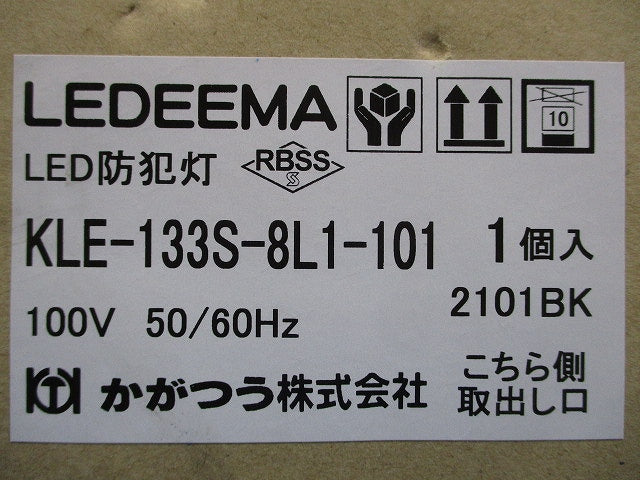 LEDEEMA
10
LED防犯灯
RBSS
S
KLE-133S-8L1-101
1個入
100V 50/60Hz
2101BK
かがつう株式会社
こちら側
取出し口